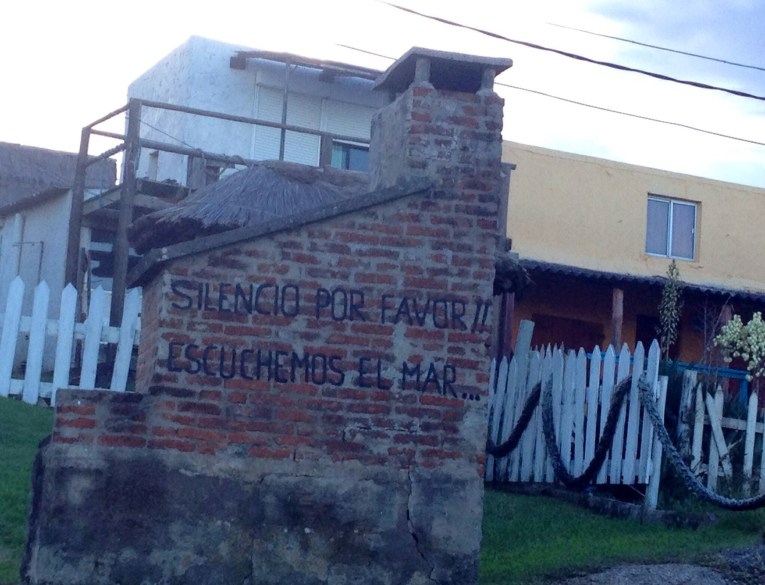 SILENCIO POR FAVOR!!
ESCUCHEMOS EL MAR...